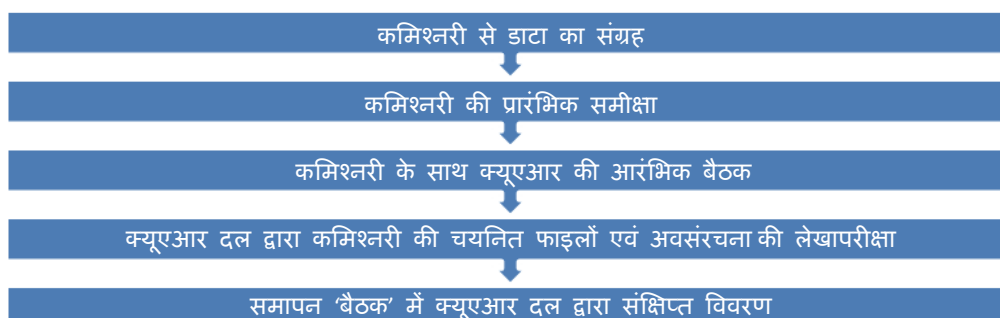 कमिश्नरी से डाटा का संग्रह
कमिश्नरी की प्रारंभिक समीक्षा
कमिश्नरी के साथ क्यूएआर की आरंभिक बैठक
क्यूएआर दल द्वारा कमिश्नरी की चयनित फाइलों एवं अवसंरचना की लेखापरीक्षा
समापन ‘बैठक’ में क्यूएआर दल द्वारा संक्षिप्त विवरण